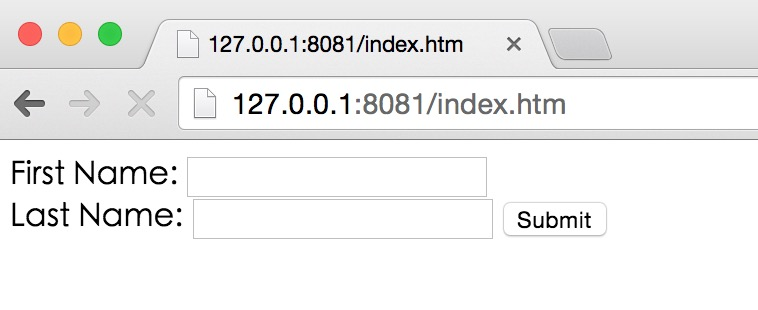 127.0.0.1:8081/index.htm
127.0.0.1:8081/index.htm
First Name:
Last Name: Submit